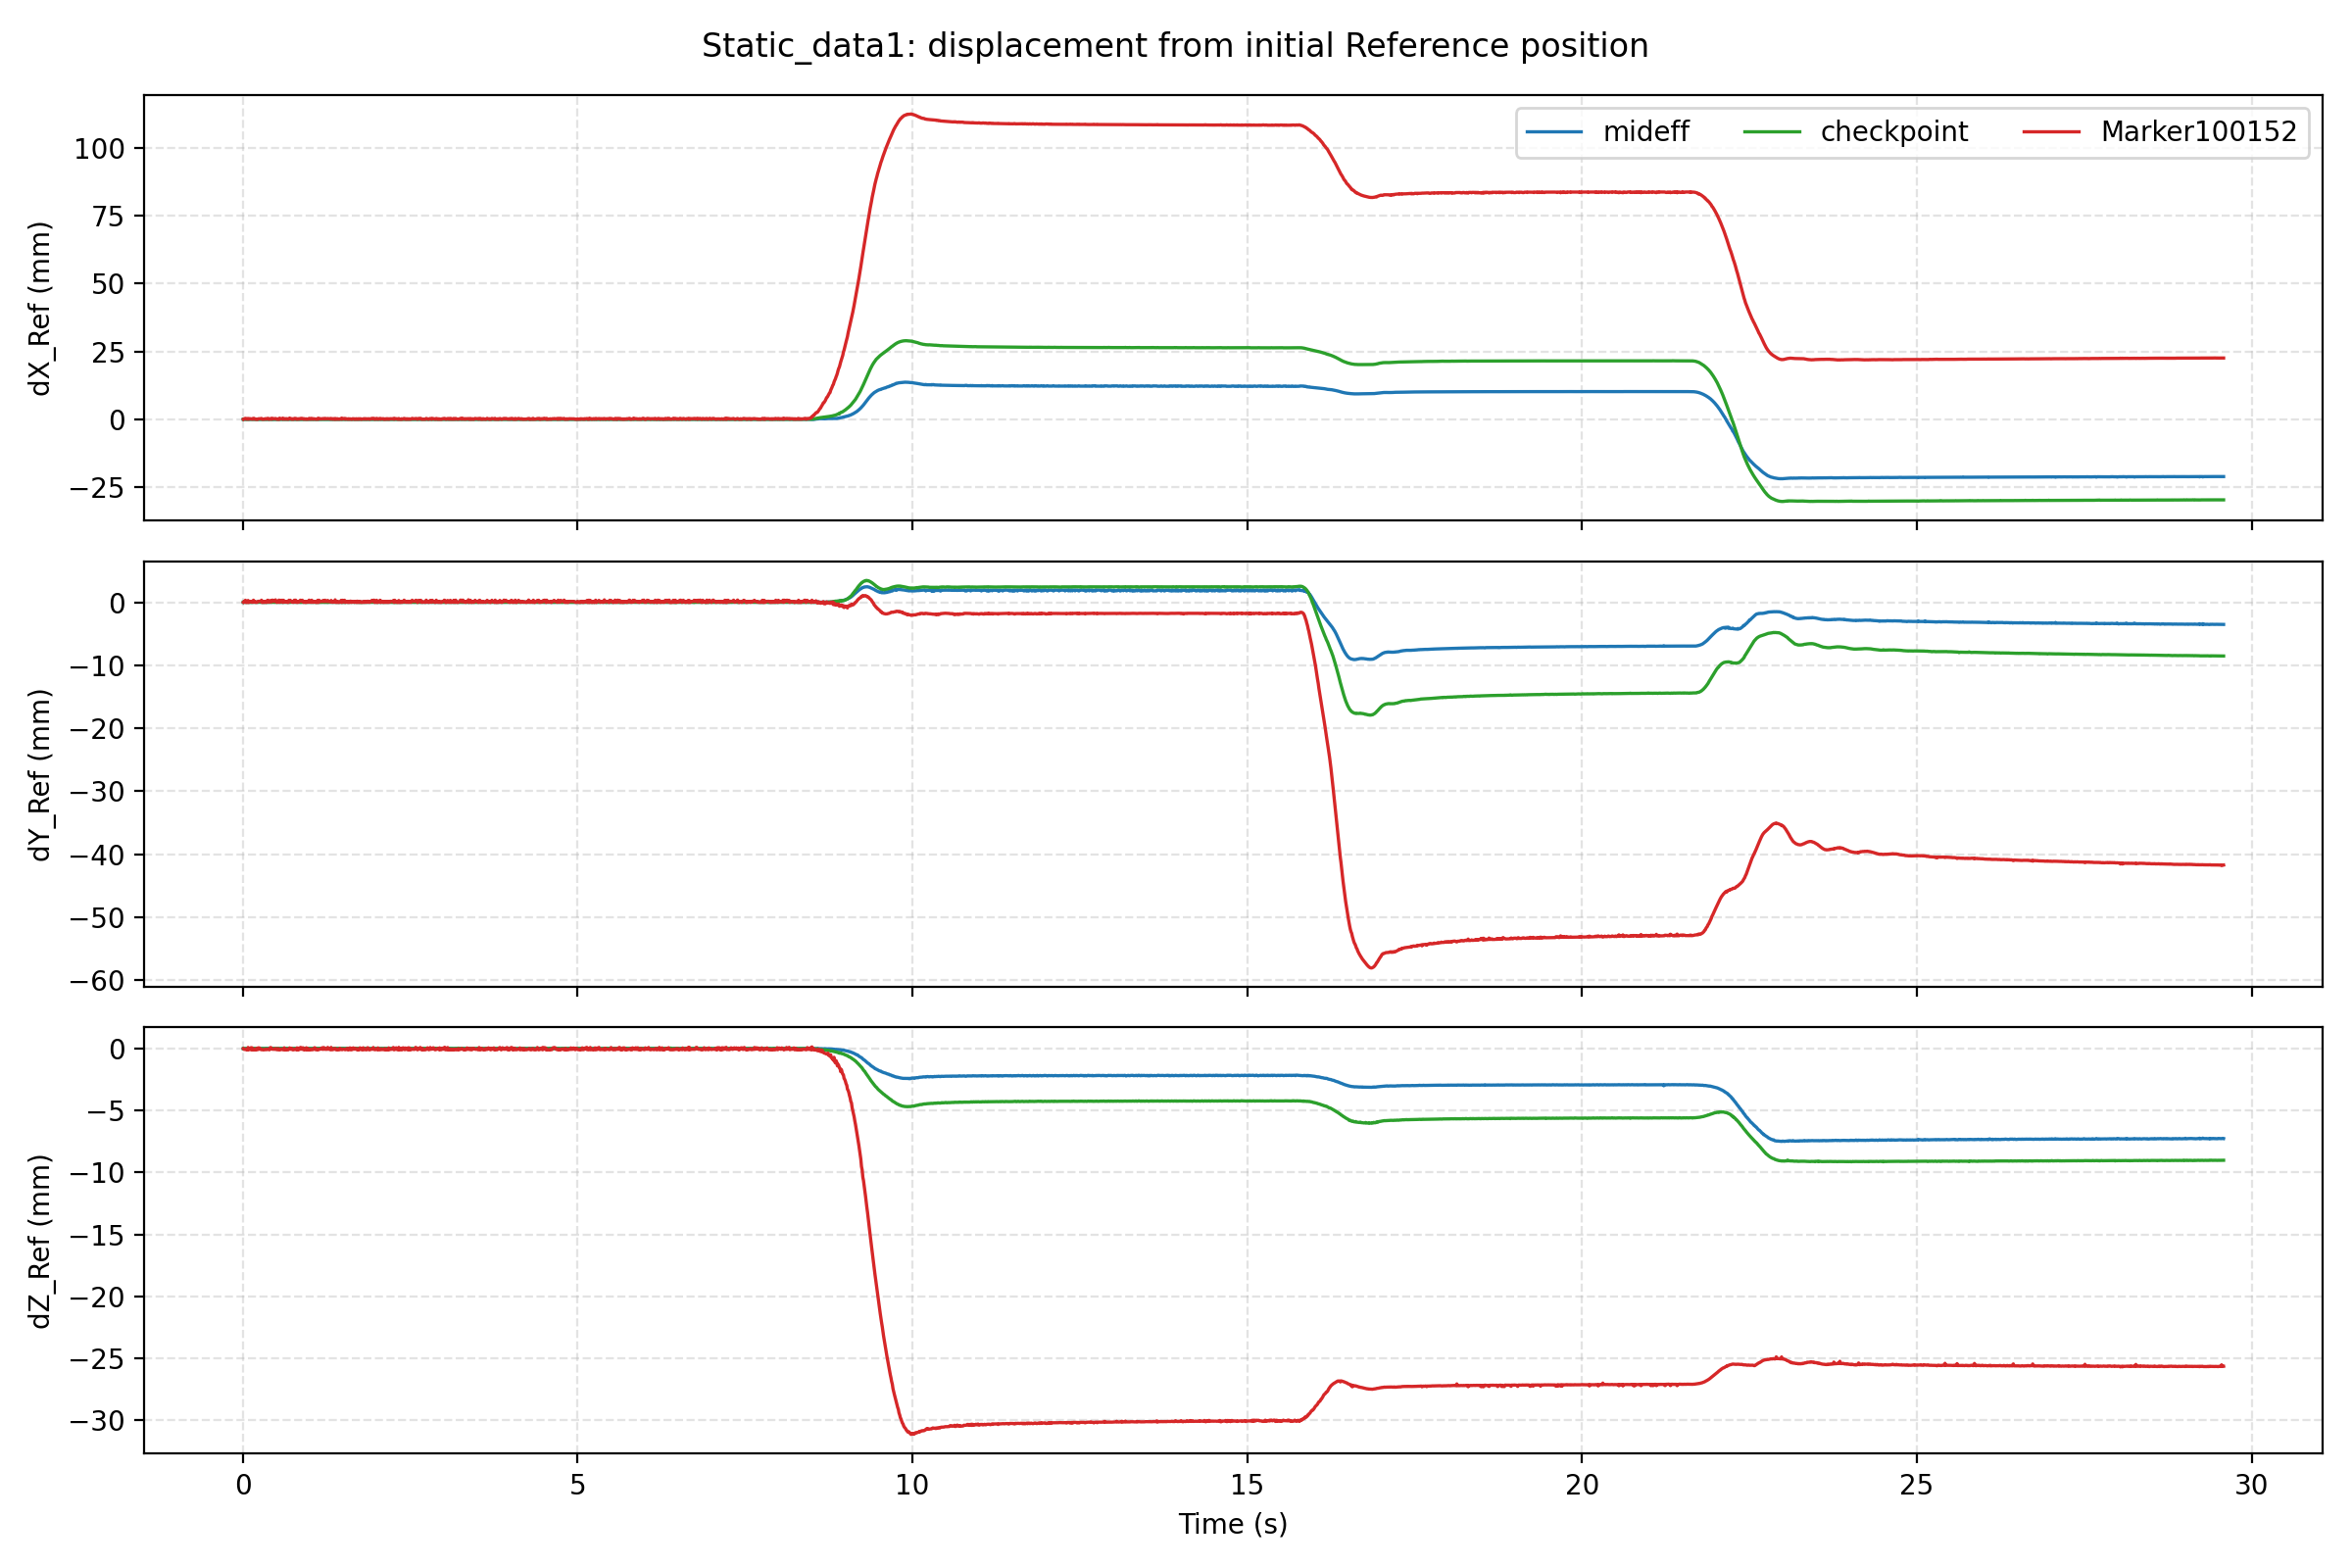 Static_data1: displacement from initial Reference position
mideff checkpoint Marker100152
dX_Ref (mm)
100
75
50
25
0
−25
dY_Ref (mm)
0
−10
−20
−30
−40
−50
−60
dZ_Ref (mm)
0
−5
−10
−15
−20
−25
−30
0 5 10 15 20 25 30
Time (s)